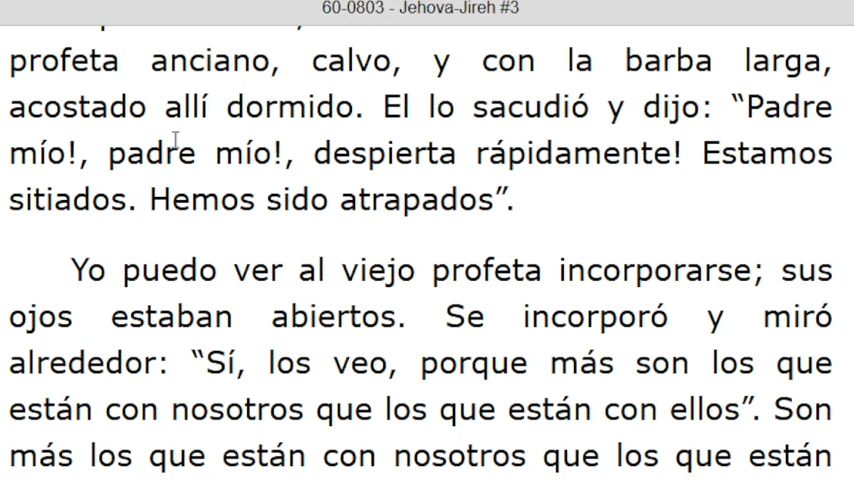 60-0803 - Jehova-Jireh #3
profeta anciano, calvo, y con la barba larga,
acostado allí dormido. El lo sacudió y dijo: “Padre
mío!, padre mío!, despierta rápidamente! Estamos
sitiados. Hemos sido atrapados”.
Yo puedo ver al viejo profeta incorporarse; sus
ojos estaban abiertos. Se incorporó y miró
alrededor: “Sí, los veo, porque más son los que
están con nosotros que los que están con ellos”. Son
más los que están con nosotros que los que están